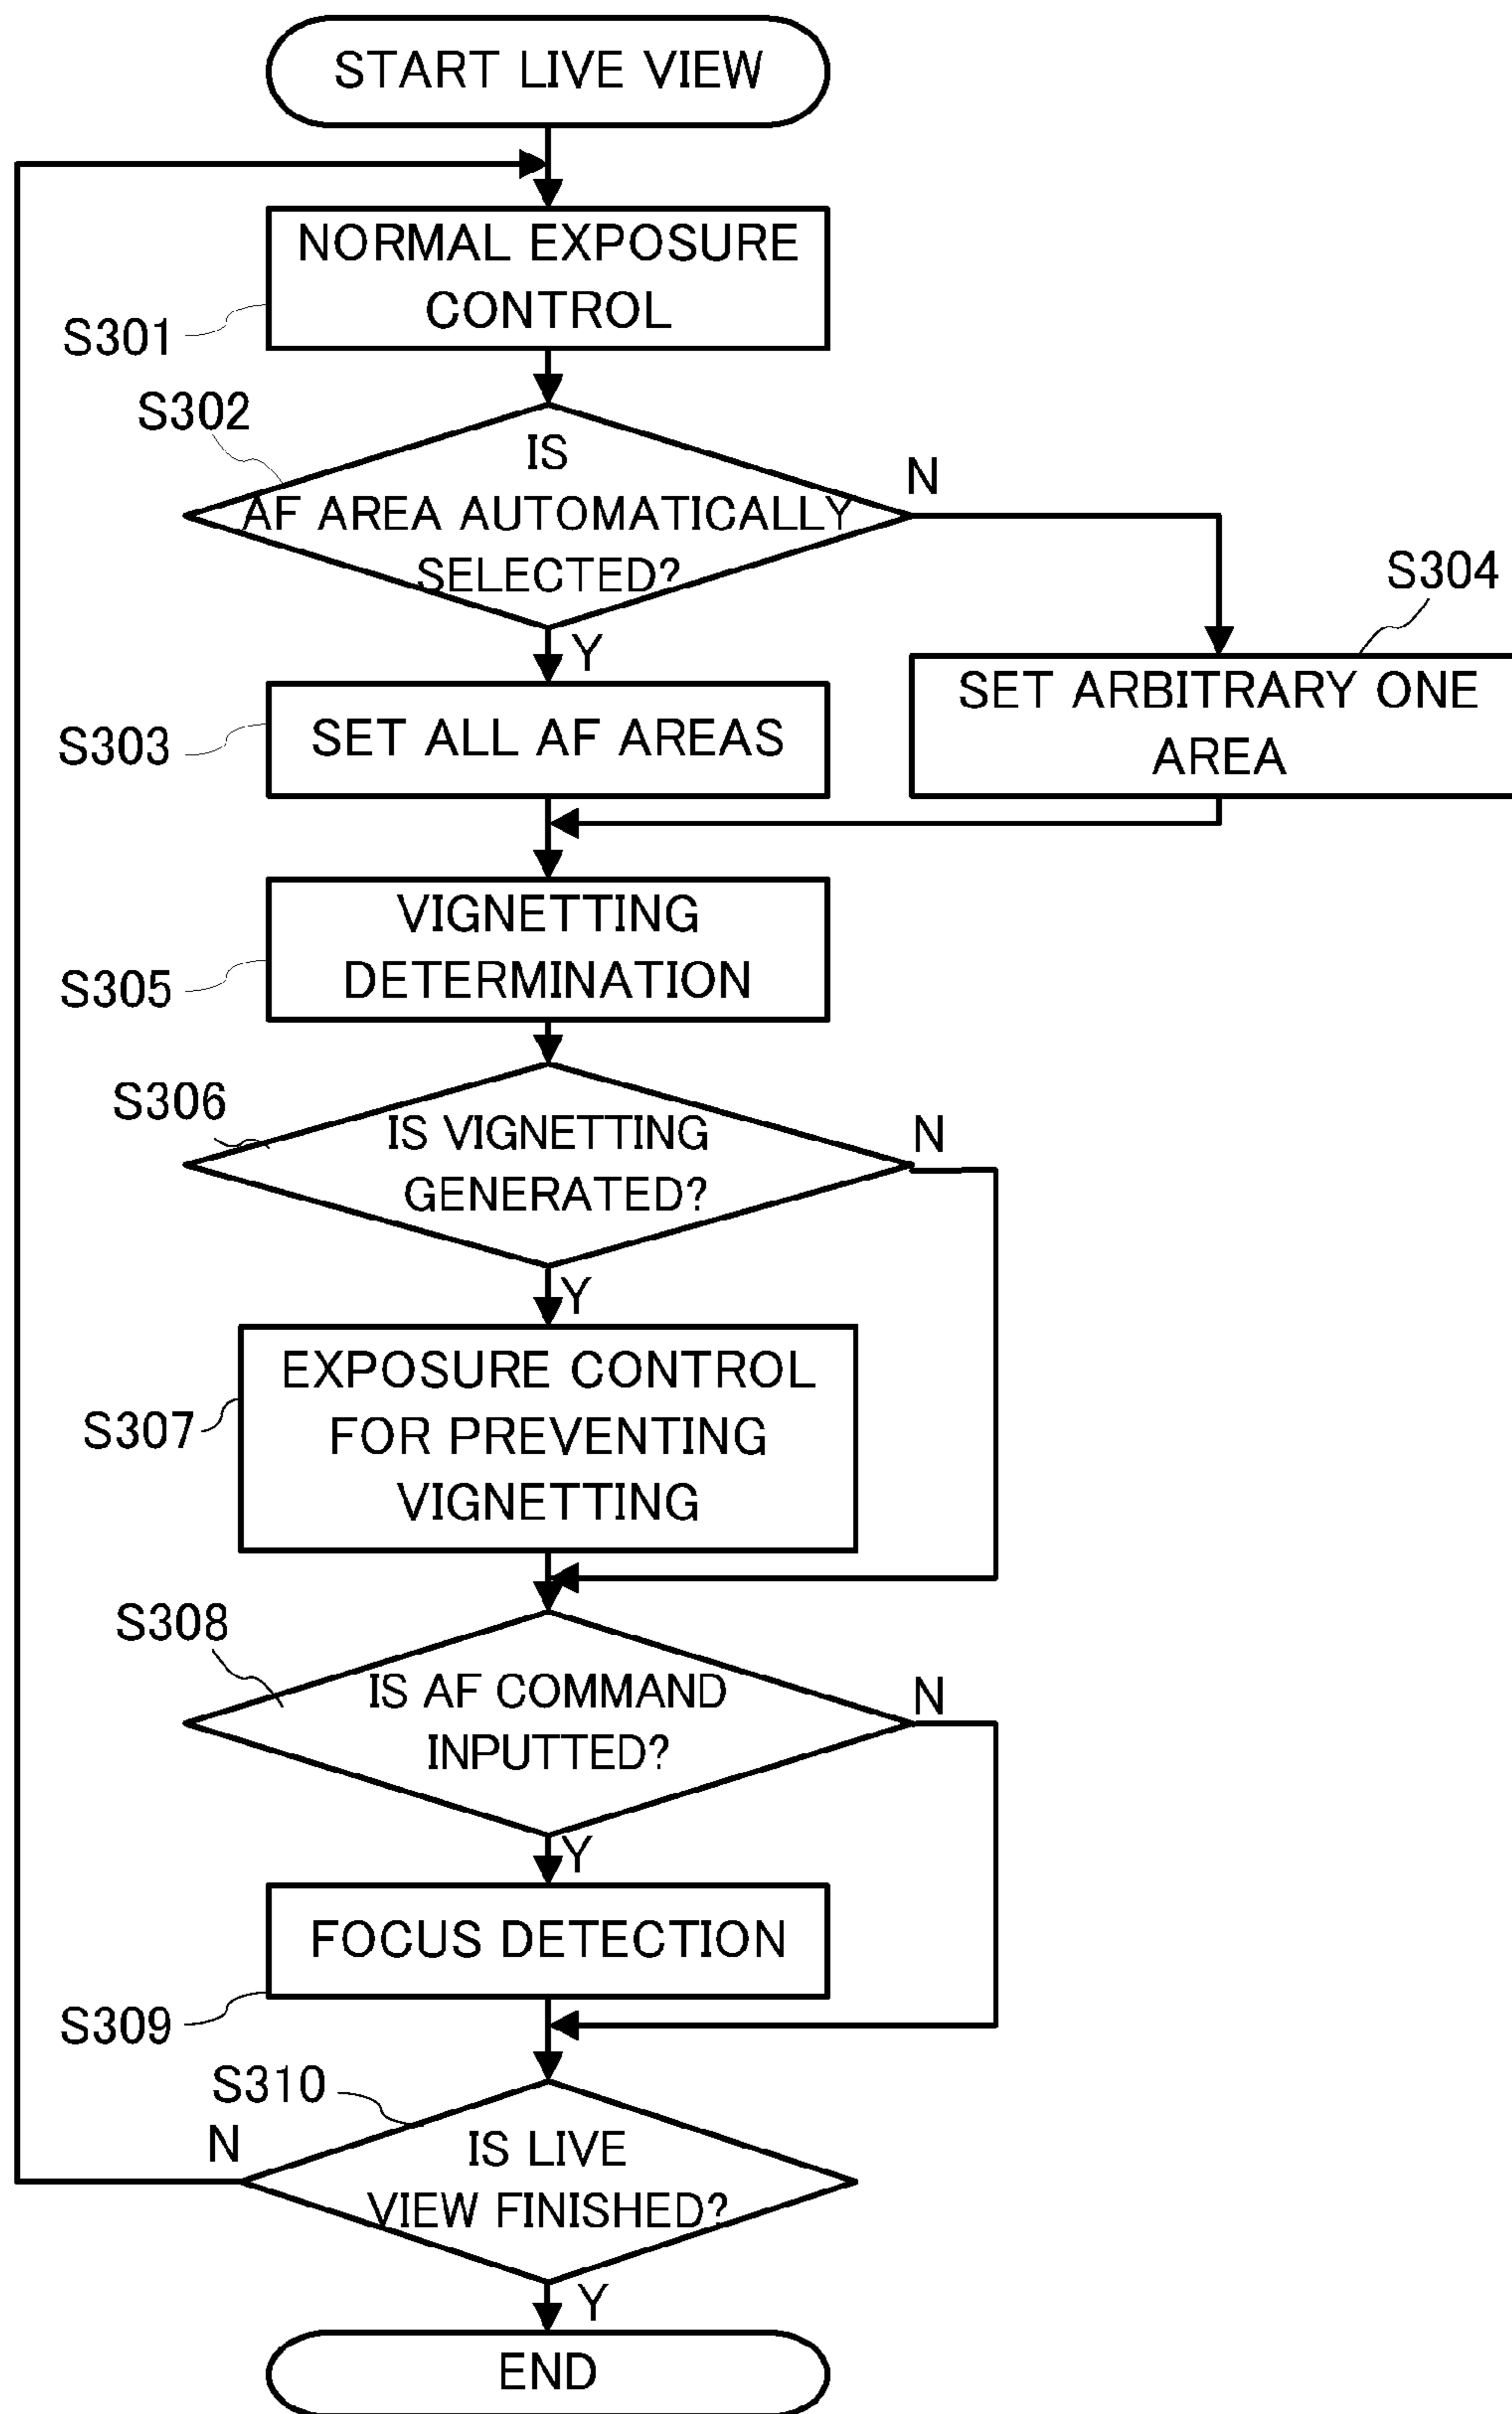 START LIVE VIEW
NORMAL EXPOSURE
CONTROL
S301
S302
IS
AF AREA AUTOMATICALLY
SELECTED?
N
Y
S304
SET ARBITRARY ONE
AREA
S303
SET ALL AF AREAS
VIGNETTING
DETERMINATION
S305
S306
IS VIGNETTING
GENERATED?
N
Y
EXPOSURE CONTROL
FOR PREVENTING
VIGNETTING
S307
S308
IS AF COMMAND
INPUTTED?
N
Y
FOCUS DETECTION
S309
S310
N
IS LIVE
VIEW FINISHED?
Y
END